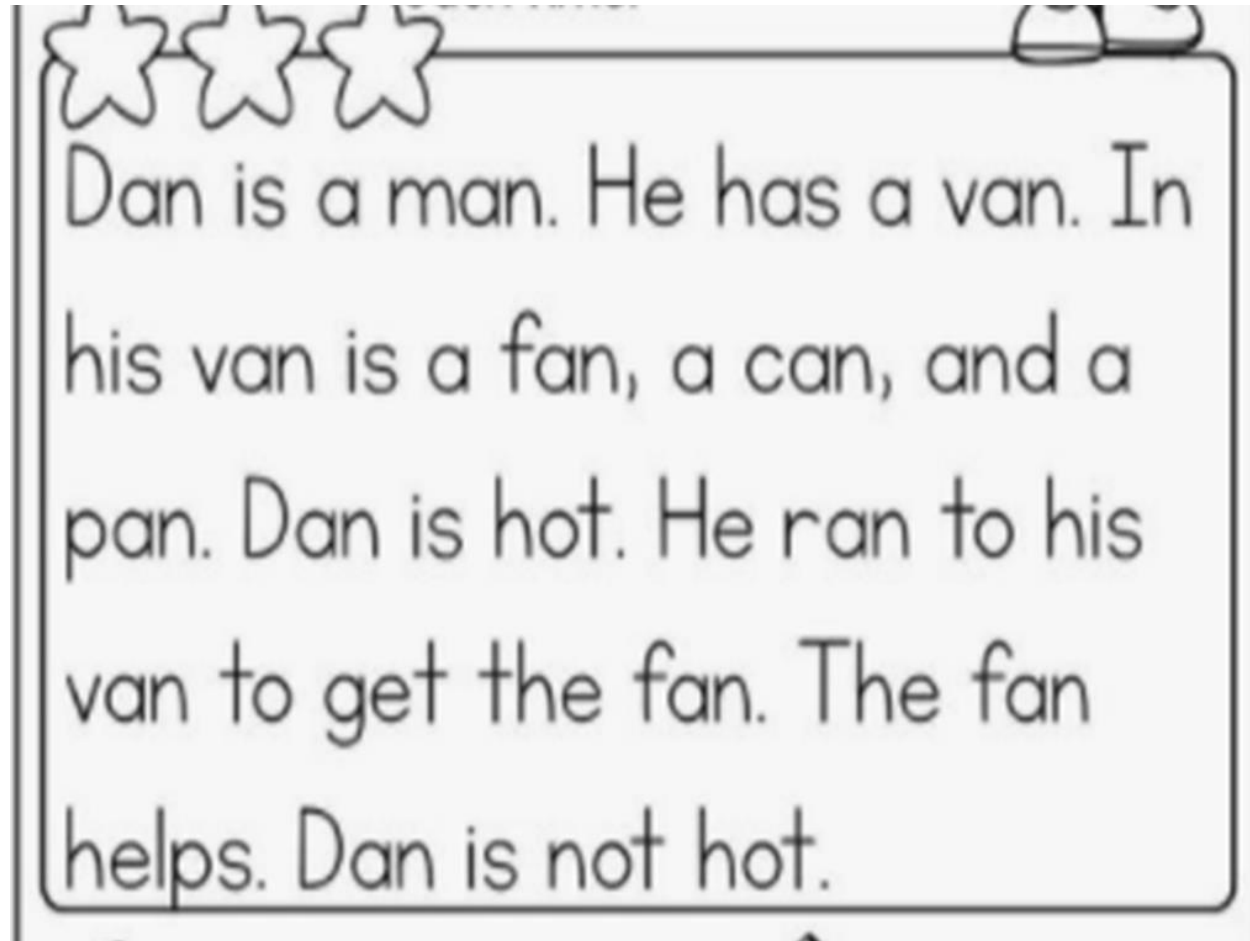 Dan is a man. He has a van. In
his van is a fan, a can, and a
pan. Dan is hot. He ran to his
van to get the fan. The fan
helps. Dan is not hot.